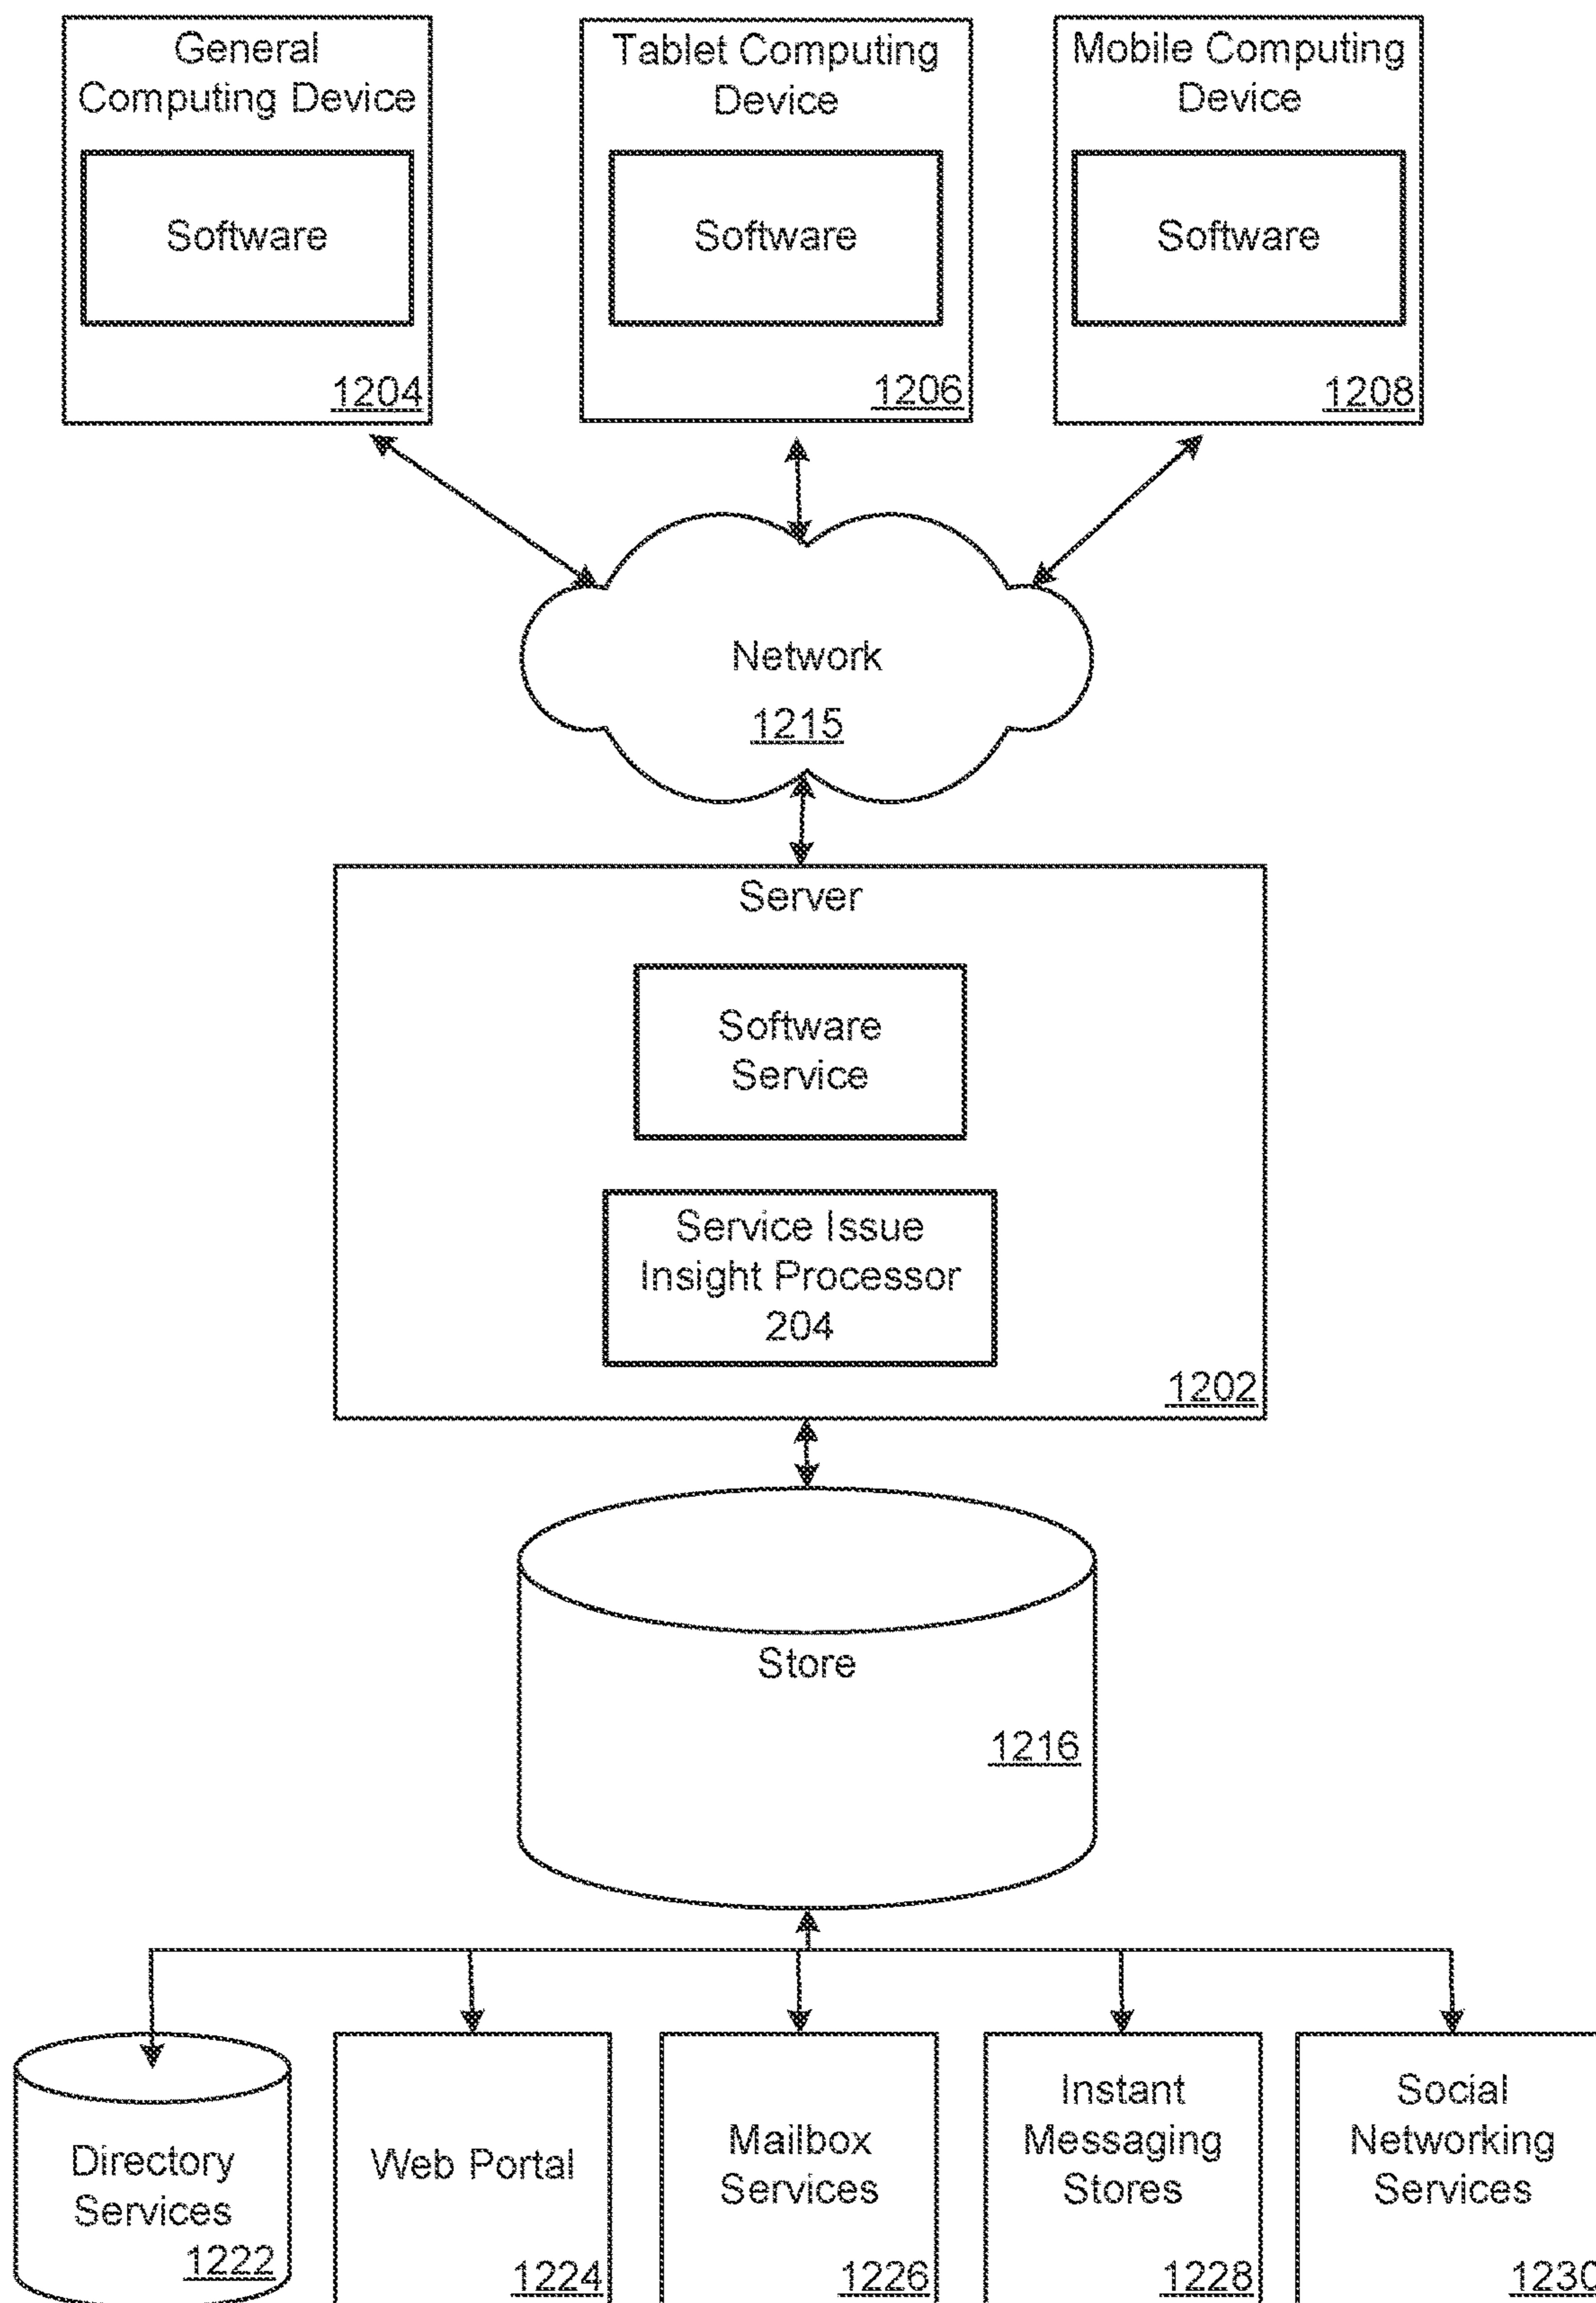 General
Computing Device
Software
1204
Tablet Computing
Device
Software
1206
Mobile Computing
Device
Software
1208
Network
1215
Server
Software
Service
Service Issue
Insight Processor
204
1202
Store
1216
Directory
Services
1222
Web Portal
1224
Mailbox
Services
1226
Instant
Messaging
Stores
1228
Social
Networking
Services
1230